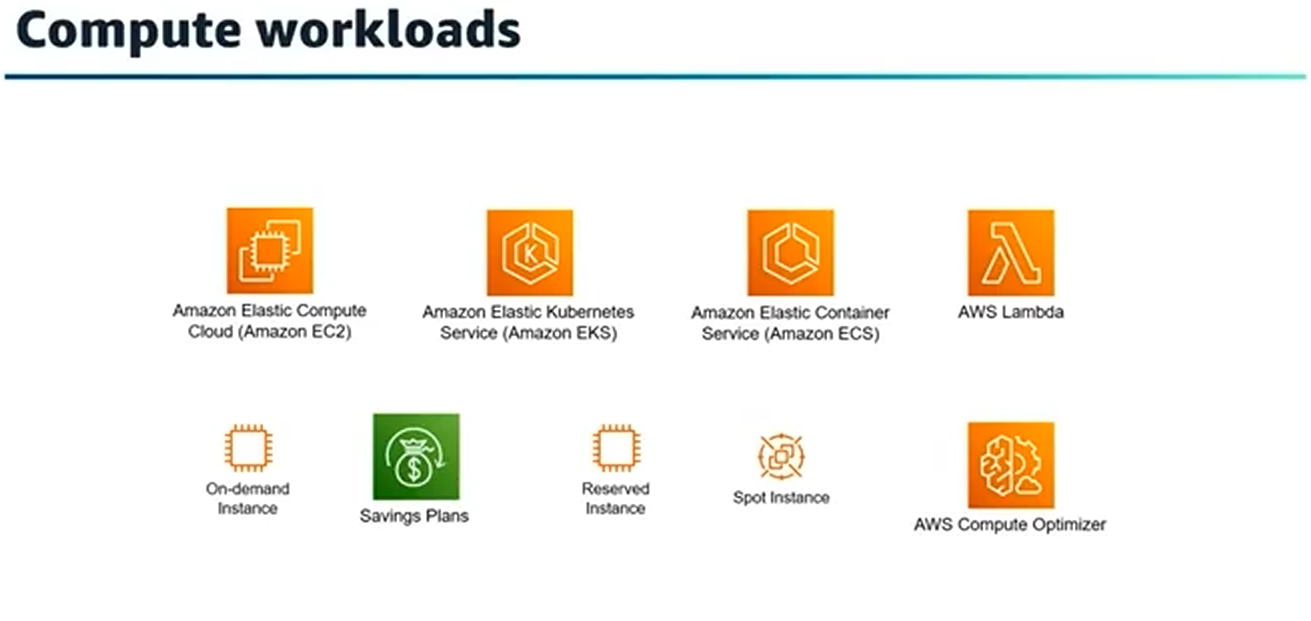 Compute workloads
Amazon Elastic Compute
Cloud (Amazon EC2)
Amazon Elastic Kubernetes
Service (Amazon EKS)
Amazon Elastic Container
Service (Amazon ECS)
AWS Lambda
On-demand
Instance
Savings Plans
Reserved
Instance
Spot Instance
AWS Compute Optimizer